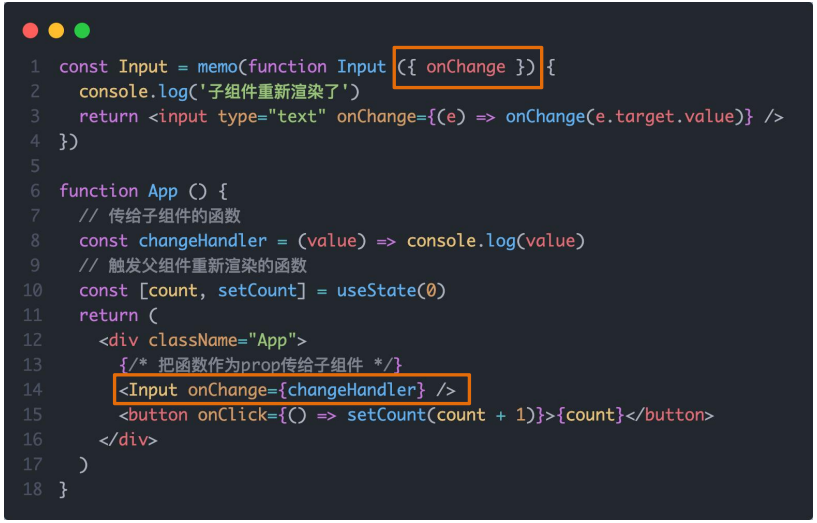 1 const Input = memo(function Input ({ onChange }) {
2   console.log('子组件重新渲染了')
3   return <input type="text" onChange={(e) => onChange(e.target.value)} />
4 })
5
6 function App () {
7   // 传给子组件的函数
8   const changeHandler = (value) => console.log(value)
9   // 触发父组件重新渲染的函数
10   const [count, setCount] = useState(0)
11   return (
12     <div className="App">
13       {/* 把函数作为prop传给子组件 */}
14       <Input onChange={changeHandler} />
15       <button onClick={() => setCount(count + 1)}>{count}</button>
16     </div>
17   )
18 }